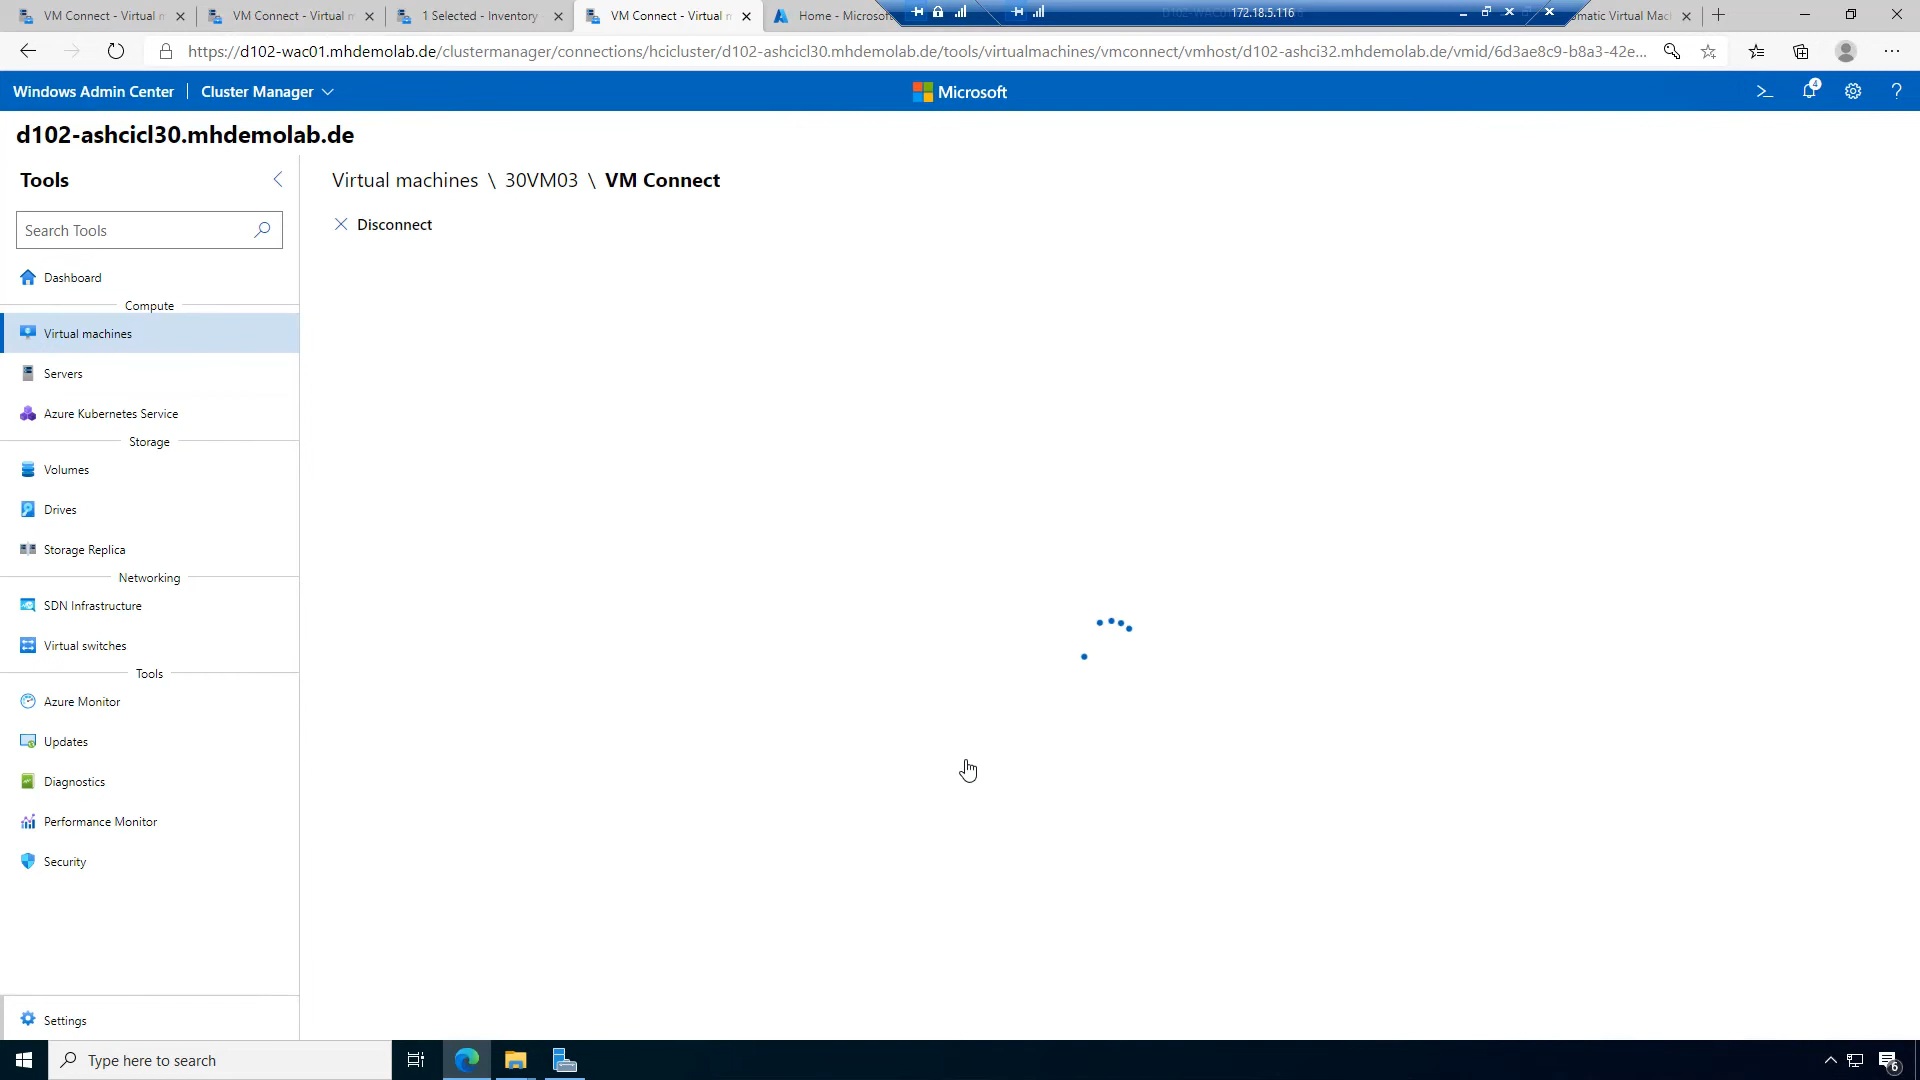 VM Connect - Virtual m
VM Connect - Virtual m
1 Selected - Inventory
VM Connect - Virtual m
Home - Microsof
172.18.5.116
omatic Virtual Mac
https://d102-wac01.mhdemolab.de/clustermanager/connections/hcicluster/d102-ashcicl30.mhdemolab.de/tools/virtualmachines/vmconnect/vmhost/d102-ashci32.mhdemolab.de/vmid/6d3ae8c9-b8a3-42e...
Windows Admin Center
Cluster Manager
Microsoft
4
?
d102-ashcicl30.mhdemolab.de
Tools
Virtual machines \ 30VM03 \ VM Connect
Search Tools
Disconnect
Dashboard
Compute
Virtual machines
Servers
Azure Kubernetes Service
Storage
Volumes
Drives
Storage Replica
Networking
SDN Infrastructure
Virtual switches
Tools
Azure Monitor
Updates
Diagnostics
Performance Monitor
Security
Settings
Type here to search
6